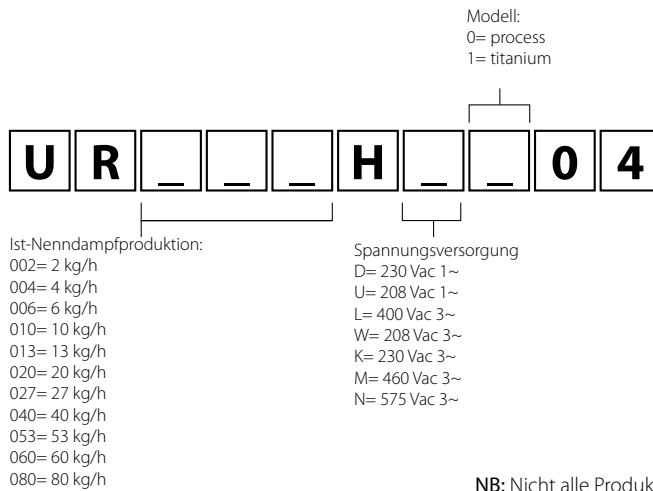 Modell:
0= process
1= titanium
U R _ _ _ H _ _ 0 4
Ist-Nenndampfproduktion:
002= 2 kg/h
004= 4 kg/h
006= 6 kg/h
010= 10 kg/h
013= 13 kg/h
020= 20 kg/h
027= 27 kg/h
040= 40 kg/h
053= 53 kg/h
060= 60 kg/h
080= 80 kg/h
Spannungsversorgung
D= 230 Vac 1~
U= 208 Vac 1~
L= 400 Vac 3~
W= 208 Vac 3~
K= 230 Vac 3~
M= 460 Vac 3~
N= 575 Vac 3~
NB: Nicht alle Produk